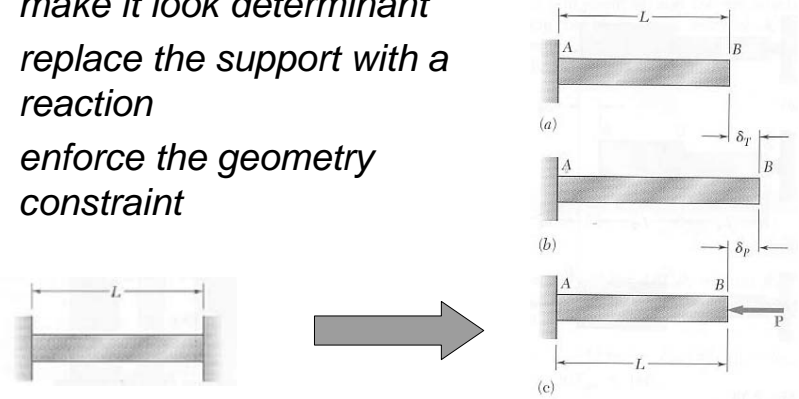 make it look determinant
replace the support with a
reaction
enforce the geometry
constraint
L
L
A
B
(a)
δT
A
B
(b)
δP
A
B
P
L
(c)